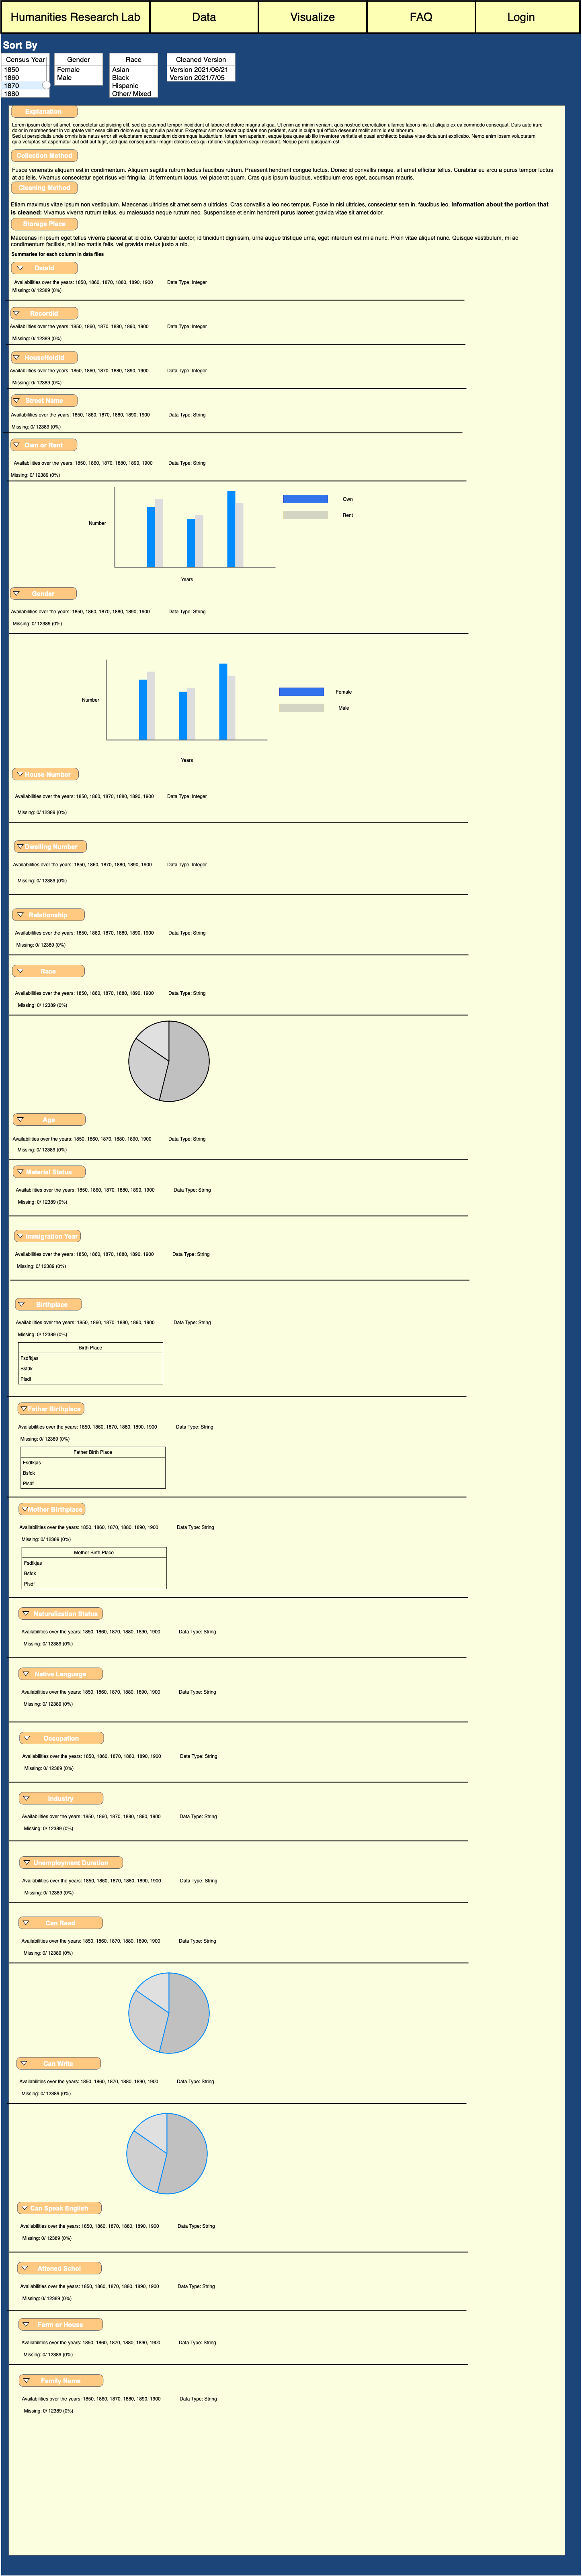 Humanities Research Lab
Data
Visualize
FAQ
Login
Sort By
Census Year
1850
1860
1870
1880
Gender
Female
Male
Race
Asian
Black
Hispanic
Other/ Mixed
Cleaned Version
Version 2021/06/21
Version 2021/7/05
Explanation
Lorem ipsum dolor sit amet, consectetur adipisicing elit, sed do eiusmod tempor incididunt ut labore et dolore magna aliqua. Ut enim ad minim veniam, quis nostrud exercitation ullamco laboris nisi ut aliquip ex ea commodo consequat. Duis aute irure
dolor in reprehenderit in voluptate velit esse cillum dolore eu fugiat nulla pariatur. Excepteur sint occaecat cupidatat non proident, sunt in culpa qui officia deserunt mollit anim id est laborum.
Sed ut perspiciatis unde omnis iste natus error sit voluptatem accusantium doloremque laudantium, totam rem aperiam, eaque ipsa quae ab illo inventore veritatis et quasi architecto beatae vitae dicta sunt explicabo. Nemo enim ipsam voluptatem
quia voluptas sit aspernatur aut odit aut fugit, sed quia consequuntur magni dolores eos qui ratione voluptatem sequi nesciunt. Neque porro quisquam est.
Collection Method
Fusce venenatis aliquam est in condimentum. Aliquam sagittis rutrum lectus faucibus rutrum. Praesent hendrerit congue luctus. Donec id convallis neque, sit amet efficitur tellus. Curabitur eu arcu a purus tempor luctus
at ac felis. Vivamus consectetur eget risus vel fringilla. Ut fermentum lacus, vel placerat quam. Cras quis ipsum faucibus, vestibulum eros eget, accumsan mauris.
Cleaning Method
Etiam maximus vitae ipsum non vestibulum. Maecenas ultricies sit amet sem a ultricies. Cras convallis a leo nec tempus. Fusce in nisi ultricies, consectetur sem in, faucibus leo. Information about the portion that
is cleaned: Vivamus viverra rutrum tellus, eu malesuada neque rutrum nec. Suspendisse et enim hendrerit purus laoreet gravida vitae sit amet dolor.
Storage Place
Maecenas in ipsum eget tellus viverra placerat at id odio. Curabitur auctor, id tincidunt dignissim, urna augue tristique urna, eget interdum est mi a nunc. Proin vitae aliquet nunc. Quisque vestibulum, mi ac
condimentum facilisis, nisl leo mattis felis, vel gravida metus justo a nib.
Summaries for each column in data files
DataId
Availabilities over the years: 1850, 1860, 1870, 1880, 1890, 1900 Data Type: Integer
Missing: 0/ 12389 (0%)
RecordId
Availabilities over the years: 1850, 1860, 1870, 1880, 1890, 1900 Data Type: Integer
Missing: 0/ 12389 (0%)
HouseHoldId
Availabilities over the years: 1850, 1860, 1870, 1880, 1890, 1900 Data Type: Integer
Missing: 0/ 12389 (0%)
Street Name
Availabilities over the years: 1850, 1860, 1870, 1880, 1890, 1900 Data Type: String
Missing: 0/ 12389 (0%)
Own or Rent
Availabilities over the years: 1850, 1860, 1870, 1880, 1890, 1900 Data Type: String
Missing: 0/ 12389 (0%)
Own
Rent
Number
Years
Gender
Availabilities over the years: 1850, 1860, 1870, 1880, 1890, 1900 Data Type: String
Missing: 0/ 12389 (0%)
Female
Number
Male
Years
House Number
Availabilities over the years: 1850, 1860, 1870, 1880, 1890, 1900 Data Type: Integer
Missing: 0/ 12389 (0%)
Dwelling Number
Availabilities over the years: 1850, 1860, 1870, 1880, 1890, 1900 Data Type: Integer
Missing: 0/ 12389 (0%)
Relationship
Availabilities over the years: 1850, 1860, 1870, 1880, 1890, 1900 Data Type: String
Missing: 0/ 12389 (0%)
Race
Availabilities over the years: 1850, 1860, 1870, 1880, 1890, 1900 Data Type: String
Missing: 0/ 12389 (0%)
Age
Availabilities over the years: 1850, 1860, 1870, 1880, 1890, 1900 Data Type: String
Missing: 0/ 12389 (0%)
Material Status
Availabilities over the years: 1850, 1860, 1870, 1880, 1890, 1900 Data Type: String
Missing: 0/ 12389 (0%)
Immigration Year
Availabilities over the years: 1850, 1860, 1870, 1880, 1890, 1900 Data Type: String
Missing: 0/ 12389 (0%)
Birthplace
Availabilities over the years: 1850, 1860, 1870, 1880, 1890, 1900 Data Type: String
Missing: 0/ 12389 (0%)
Birth Place
Fsdfkjas
Bsfdk
Plsdf
Father Birthplace
Availabilities over the years: 1850, 1860, 1870, 1880, 1890, 1900 Data Type: String
Missing: 0/ 12389 (0%)
Father Birth Place
Fsdfkjas
Bsfdk
Plsdf
Mother Birthplace
Availabilities over the years: 1850, 1860, 1870, 1880, 1890, 1900 Data Type: String
Missing: 0/ 12389 (0%)
Mother Birth Place
Fsdfkjas
Bsfdk
Plsdf
Naturalization Status
Availabilities over the years: 1850, 1860, 1870, 1880, 1890, 1900 Data Type: String
Missing: 0/ 12389 (0%)
Native Language
Availabilities over the years: 1850, 1860, 1870, 1880, 1890, 1900 Data Type: String
Missing: 0/ 12389 (0%)
Occupation
Availabilities over the years: 1850, 1860, 1870, 1880, 1890, 1900 Data Type: String
Missing: 0/ 12389 (0%)
Industry
Availabilities over the years: 1850, 1860, 1870, 1880, 1890, 1900 Data Type: String
Missing: 0/ 12389 (0%)
Unemployment Duration
Availabilities over the years: 1850, 1860, 1870, 1880, 1890, 1900 Data Type: String
Missing: 0/ 12389 (0%)
Can Read
Availabilities over the years: 1850, 1860, 1870, 1880, 1890, 1900 Data Type: String
Missing: 0/ 12389 (0%)
Can Write
Availabilities over the years: 1850, 1860, 1870, 1880, 1890, 1900 Data Type: String
Missing: 0/ 12389 (0%)
Can Speak English
Availabilities over the years: 1850, 1860, 1870, 1880, 1890, 1900 Data Type: String
Missing: 0/ 12389 (0%)
Attened Schol
Availabilities over the years: 1850, 1860, 1870, 1880, 1890, 1900 Data Type: String
Missing: 0/ 12389 (0%)
Farm or House
Availabilities over the years: 1850, 1860, 1870, 1880, 1890, 1900 Data Type: String
Missing: 0/ 12389 (0%)
Family Name
Availabilities over the years: 1850, 1860, 1870, 1880, 1890, 1900 Data Type: String
Missing: 0/ 12389 (0%)